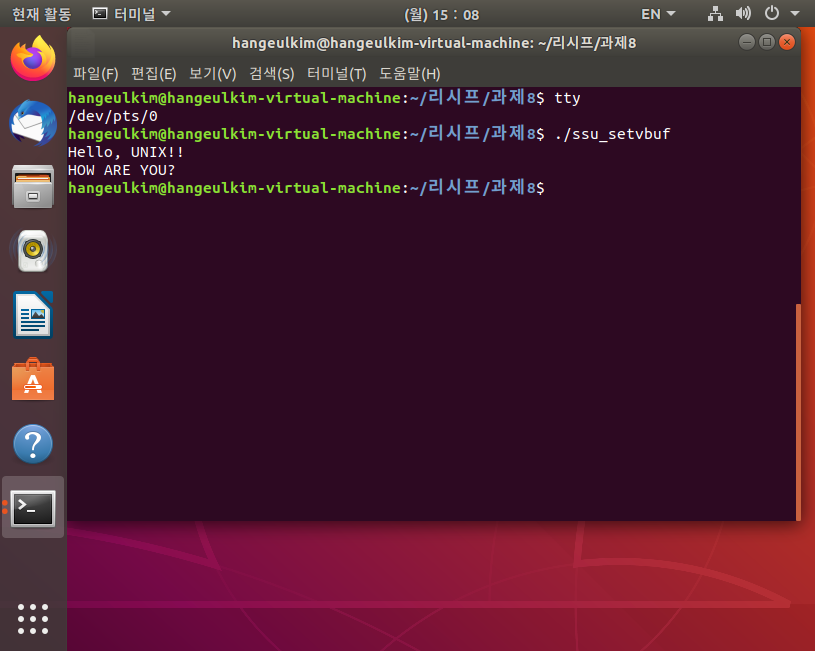 현재 활동 터미널 (월) 15 : 08 EN
hangeulkim@hangeulkim-virtual-machine: ~/리시프/과제8
파일(F) 편집(E) 보기(V) 검색(S) 터미널(T) 도움말(H)
hangeulkim@hangeulkim-virtual-machine:~/리시프/과제8$ tty
/dev/pts/0
hangeulkim@hangeulkim-virtual-machine:~/리시프/과제8$ ./ssu_setvbuf
Hello, UNIX!!
HOW ARE YOU?
hangeulkim@hangeulkim-virtual-machine:~/리시프/과제8$